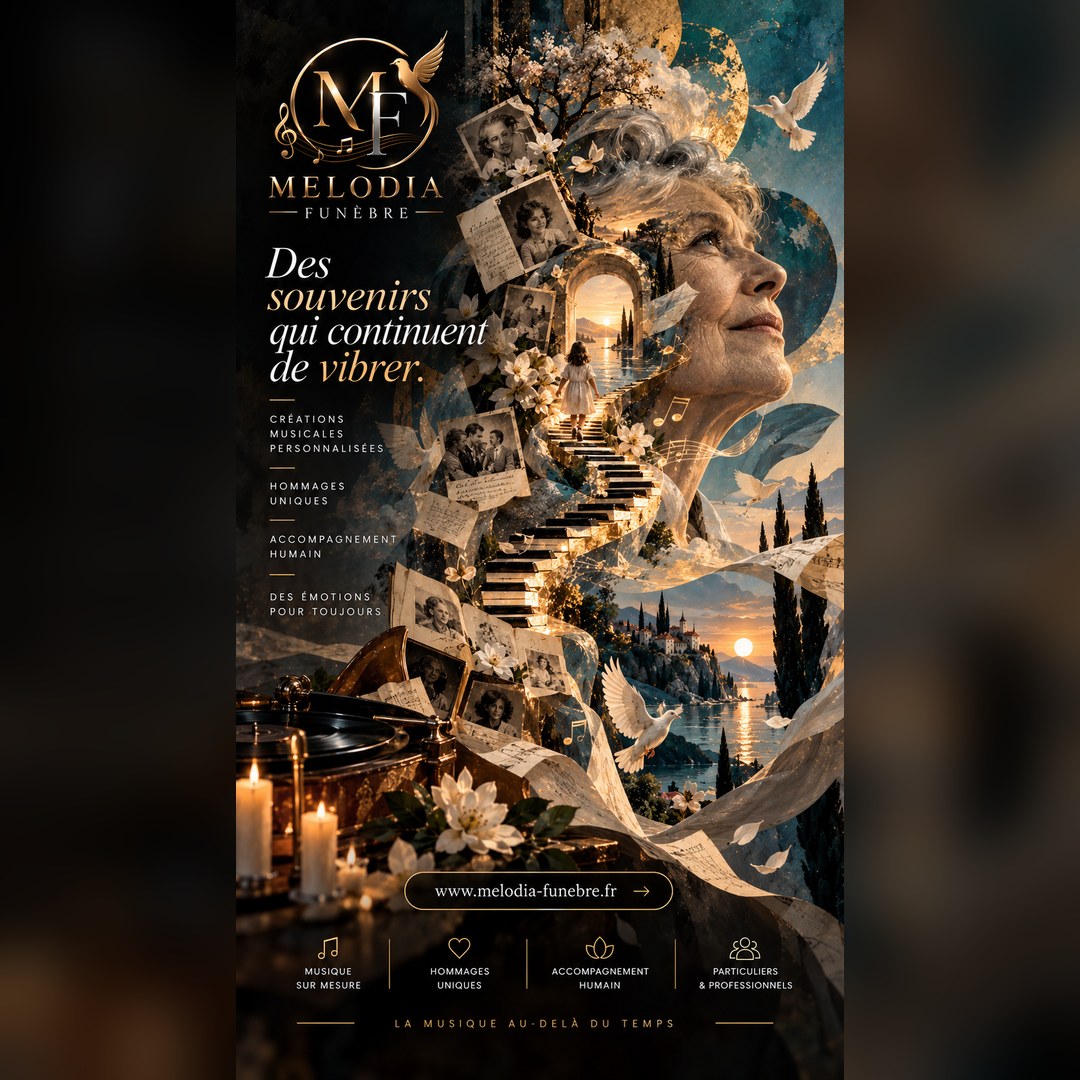 MF
MELODIA
FUNÈBRE
Des
souvenirs
qui continuent
de vibrer.
CRÉATIONS
MUSICALES
PERSONNALISÉES
HOMMAGES
UNIQUES
ACCOMPAGNEMENT
HUMAIN
DES ÉMOTIONS
POUR TOUJOURS
www.melodia-funebre.fr →
MUSIQUE
SUR MESURE
HOMMAGES
UNIQUES
ACCOMPAGNEMENT
HUMAIN
PARTICULIERS
& PROFESSIONNELS
LA MUSIQUE AU-DELÀ DU TEMPS